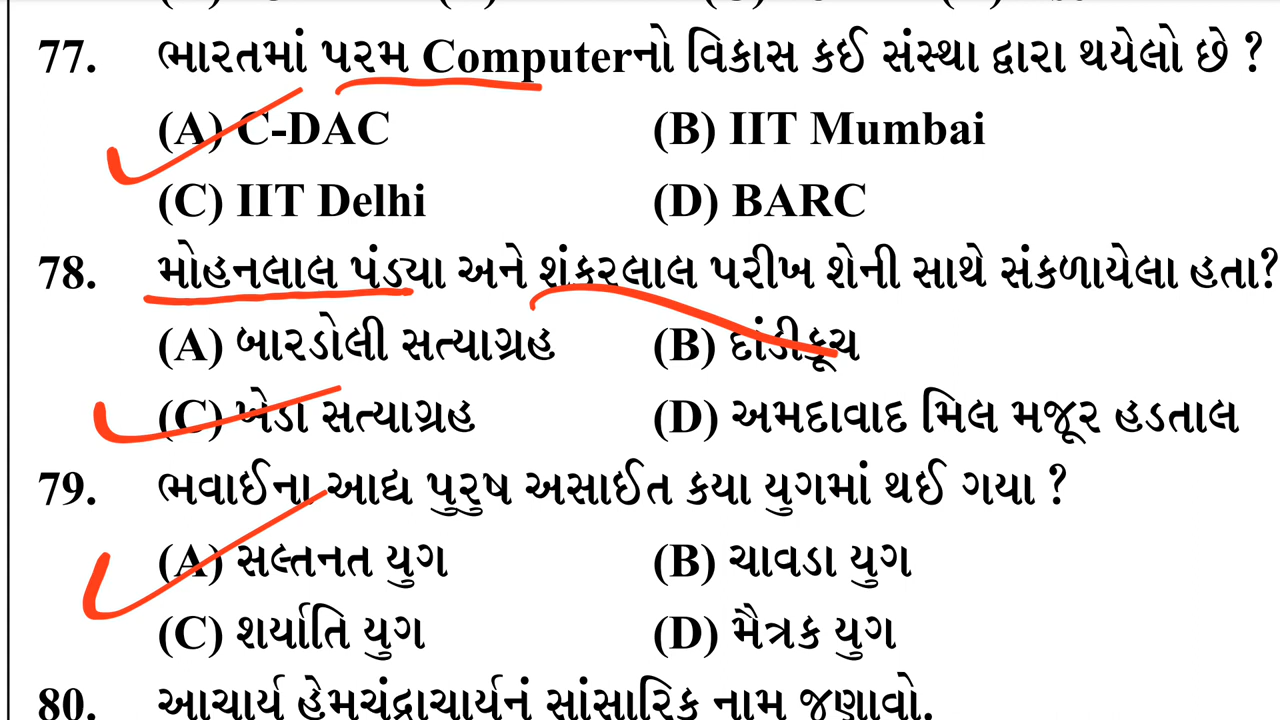 77. ભારતમાં પરમ Computerનો વિકાસ કઈ સંસ્થા દ્વારા થયેલો છે ?
(A) C-DAC (B) IIT Mumbai
(C) IIT Delhi (D) BARC
78. મોહનલાલ પંડ્યા અને શંકરલાલ પરીખ શેની સાથે સંકળાયેલા હતા?
(A) બારડોલી સત્યાગ્રહ (B) દાંડીકૂચ
(C) ખેડા સત્યાગ્રહ (D) અમદાવાદ મિલ મજૂર હડતાલ
79. ભવાઈના આદ્ય પુરુષ અસાઈત કયા યુગમાં થઈ ગયા ?
(A) સલ્તનત યુગ (B) ચાવડા યુગ
(C) શર્યાતિ યુગ (D) મૈત્રક યુગ
80. આચાર્ય હેમચંદ્રાચાર્યનું સાંસારિક નામ જણાવો.